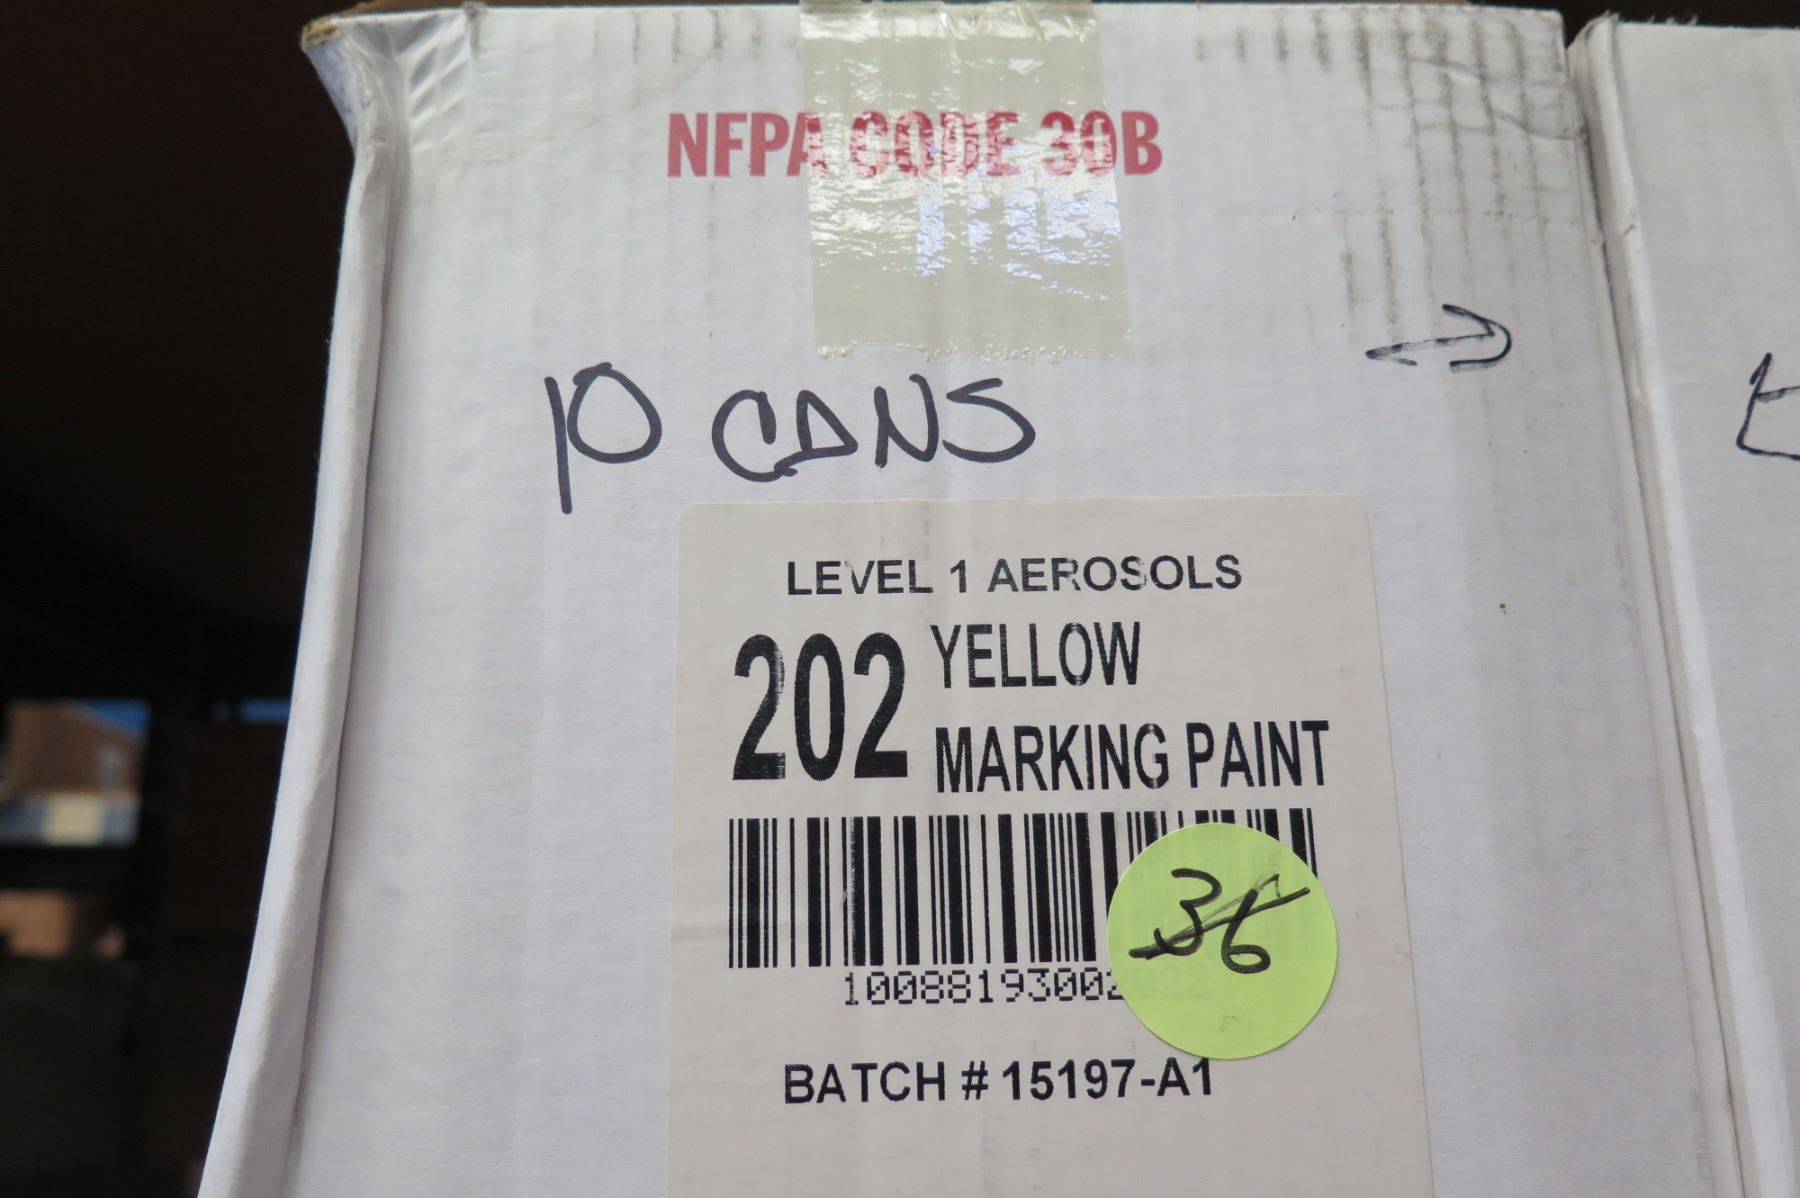 NFPA CODE 30B
10 CANS
LEVEL 1 AEROSOLS
202 YELLOW
MARKING PAINT
36
BATCH # 15197-A1